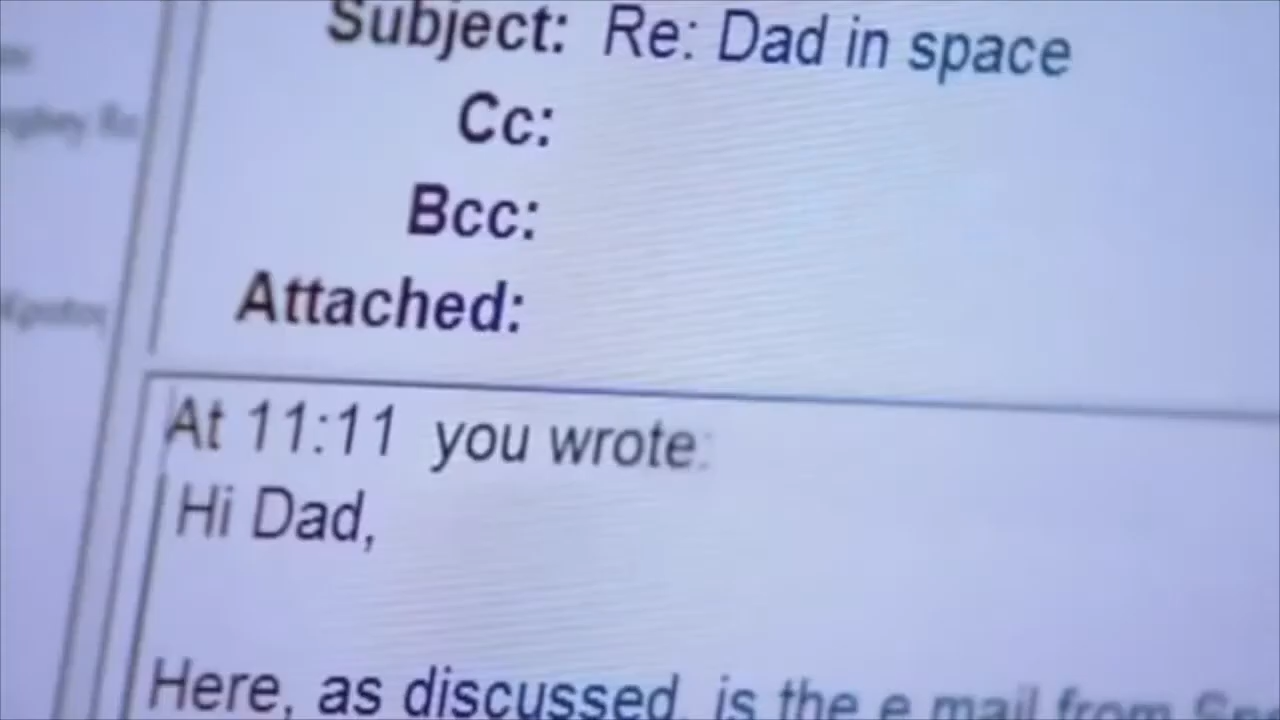 Subject: Re: Dad in space
Cc:
Bcc:
Attached:
At 11:11 you wrote:
Hi Dad,
Here, as discussed, is the e mail from